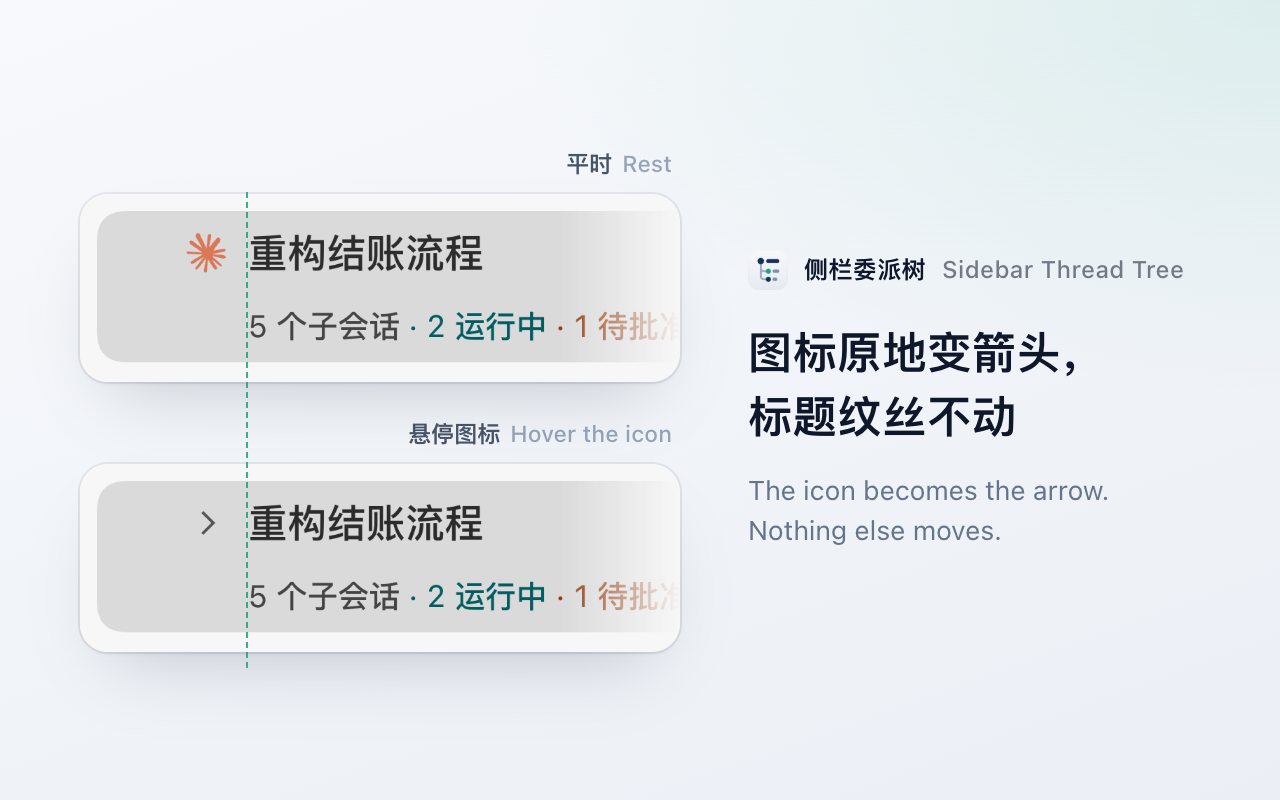 平时 Rest
重构结账流程
5 个子会话 · 2 运行中 · 1 待批准
悬停图标 Hover the icon
重构结账流程
5 个子会话 · 2 运行中 · 1 待批准
侧栏委派树 Sidebar Thread Tree
图标原地变箭头,
标题纹丝不动
The icon becomes the arrow.
Nothing else moves.